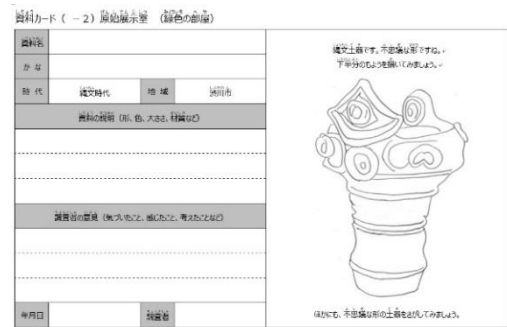 資料カード（－２）原始展示室　（緑色の部屋）
資料名
かな
時代　縄文時代　地域　渋川市
資料の説明（形、色、大きさ、材質など）
調査者の意見（気づいたこと、感じたこと、考えたことなど）
年月日　調査者
縄文土器です。不思議な形ですね。
下半分のもようを描いてみましょう。
ほかにも、不思議な形の土器をさがしてみましょう。